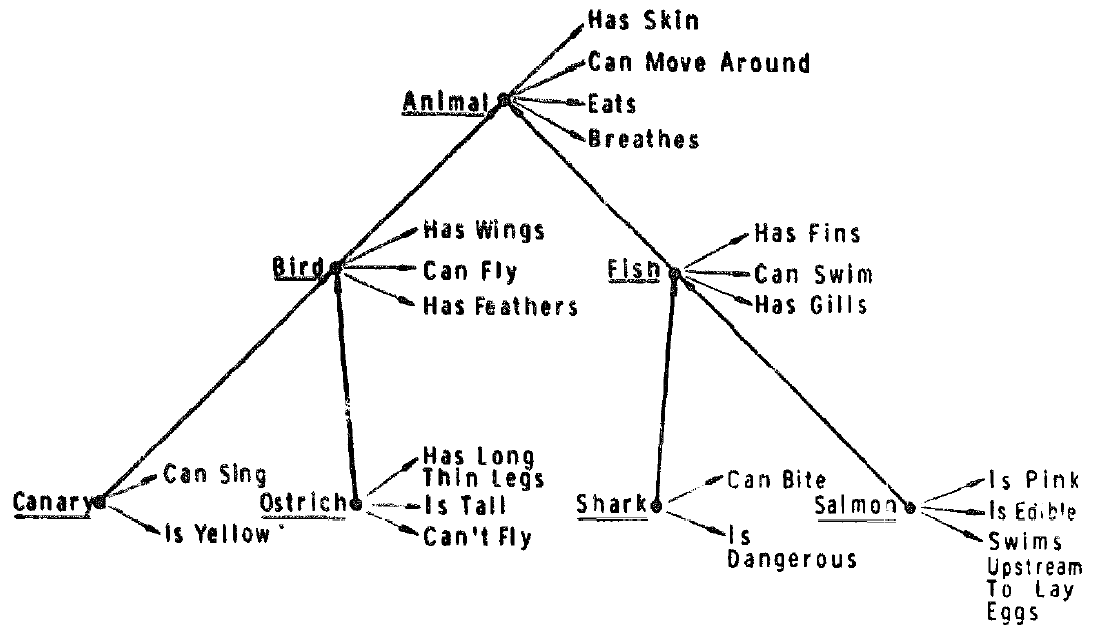 Has Skin
Can Move Around
Animal
Eats
Breathes
Has Wings
Bird
Can Fly
Has Feathers
Has Fins
Fish
Can Swim
Has Gills
Can Sing
Canary
Is Yellow
Has Long
Thin Legs
Ostrich
Is Tall
Can't Fly
Can Bite
Shark
Is
Dangerous
Is Pink
Salmon
Is Edible
Swims
Upstream
To Lay
Eggs